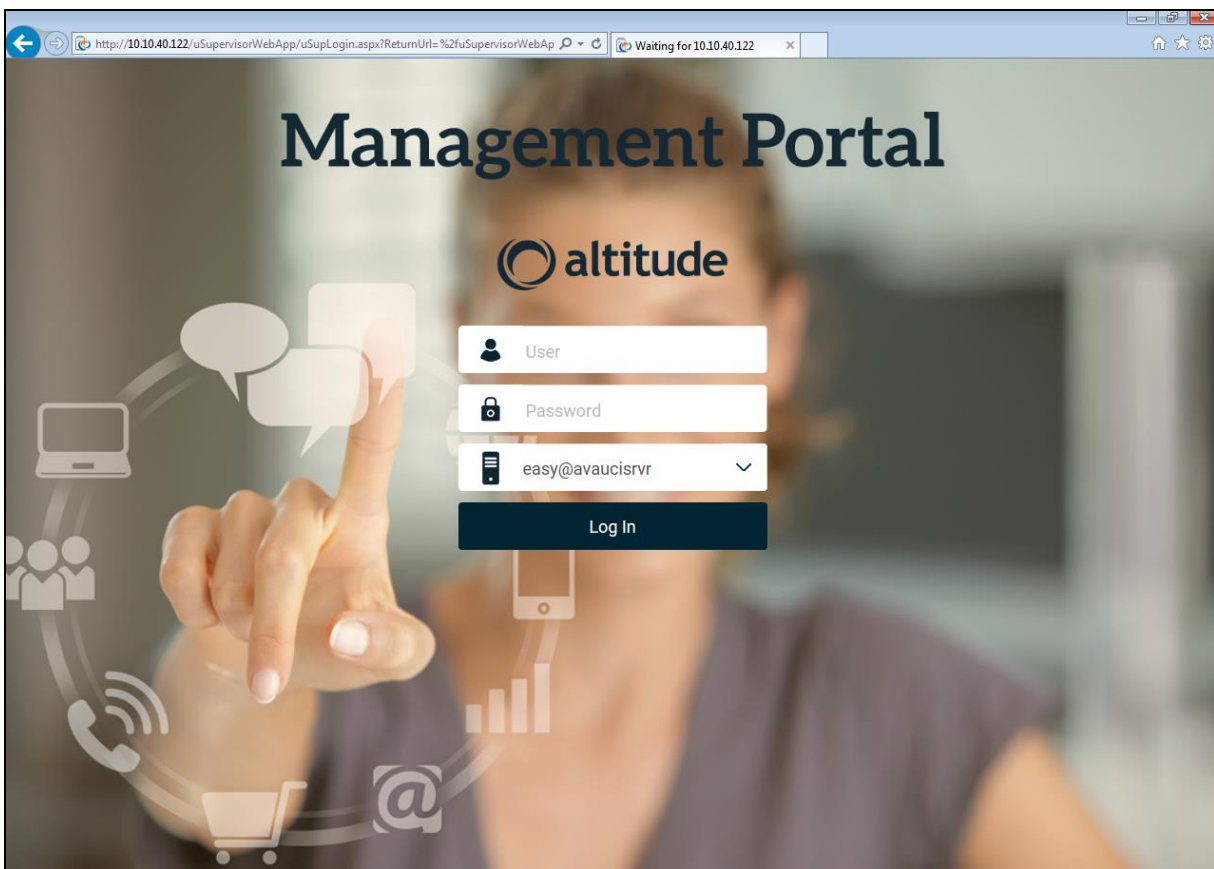 http://10.10.40.122/uSupervisorWebApp/uSupLogin.aspx?ReturnUrl=%2fuSupervisorWebAp
Waiting for 10.10.40.122
Management Portal
altitude
User
Password
easy@avaucisrvr
Log In
@